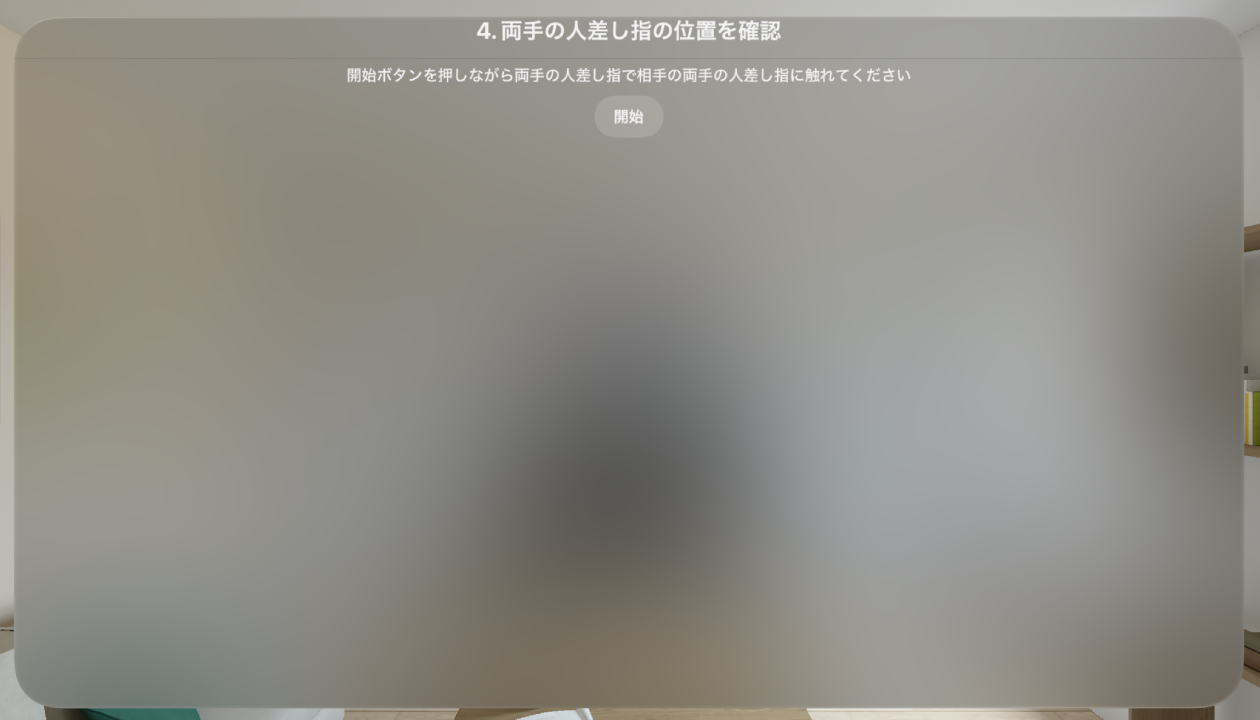 4. 両手の人差し指の位置を確認
開始ボタンを押しながら両手の人差し指で相手の両手の人差し指に触れてください
開始